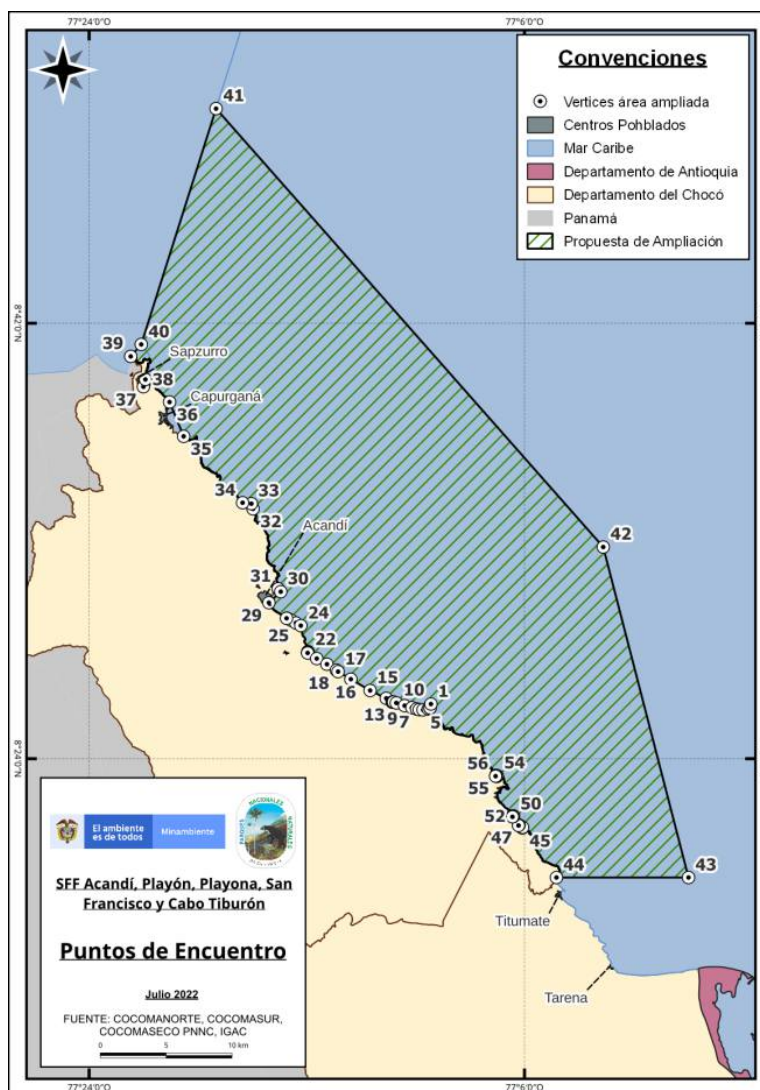 77°24'0"O
77°6'0"O
41
Convenciones
Vertices área ampliada
Centros Pohblados
Mar Caribe
Departamento de Antioquia
Departamento del Chocó
Panamá
Propuesta de Ampliación
8°42'0"N
40
39
Sapzurro
38
37
Capurganá
36
35
34
33
32
42
Acandí
31
30
29
24
25
22
17
18
16
15
10
1
13
9
7
5
8°24'0"N
56
54
55
50
52
47
45
44
43
Titumate
Tarena
El ambiente
es de todos
Minambiente
PARQUES
NACIONALES
NATURALES
SFF Acandí, Playón, Playona, San
Francisco y Cabo Tiburón
Puntos de Encuentro
Julio 2022
FUENTE: COCOMANORTE, COCOMASUR,
COCOMASECO PNNC, IGAC
0
5
10 km
77°24'0"O
77°6'0"O